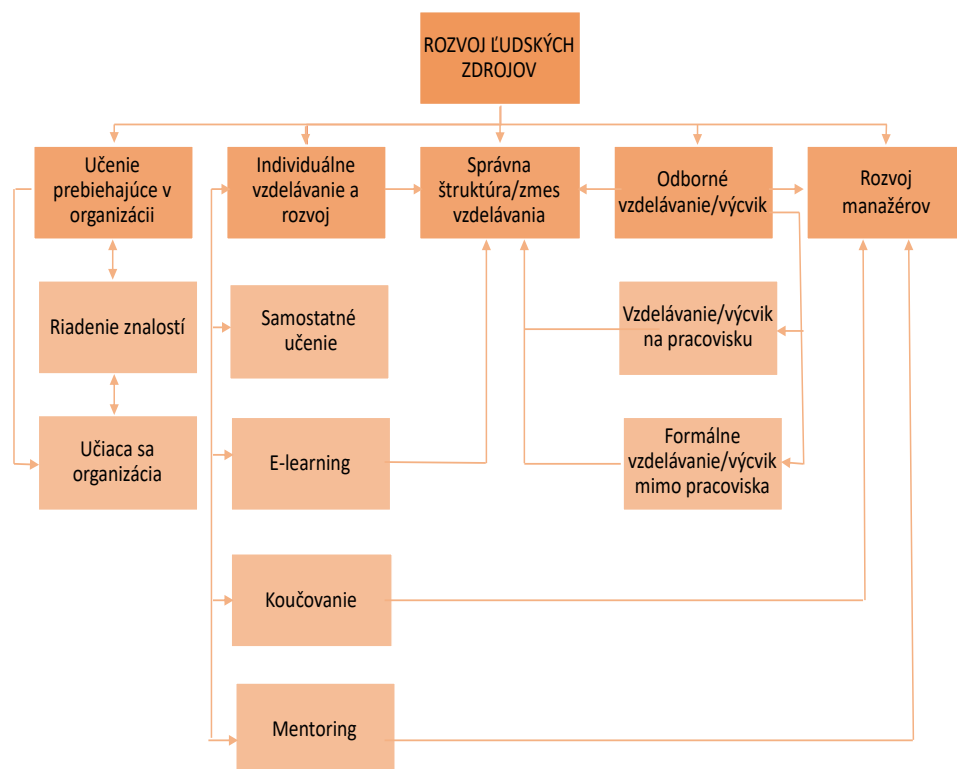 ROZVOJ ĽUDSKÝCH
ZDROJOV
Učenie
prebiehajúce v
organizácii
Individuálne
vzdelávanie a
rozvoj
Správna
štruktúra/zmes
vzdelávania
Odborné
vzdelávanie/výcvik
Rozvoj
manažérov
Riadenie znalostí
Samostatné
učenie
Vzdelávanie/výcvik
na pracovisku
Učiaca sa
organizácia
E-learning
Formálne
vzdelávanie/výcvik
mimo pracoviska
Koučovanie
Mentoring